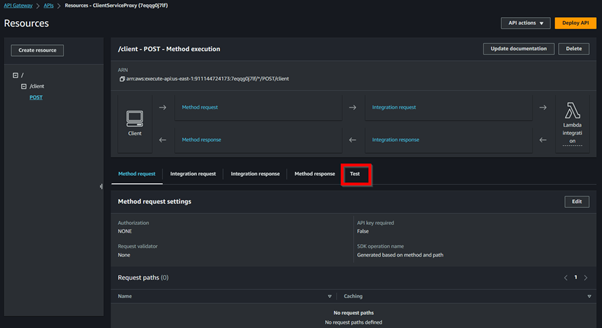 API Gateway > APIs > Resources - ClientServiceProxy (7eqqg0j7lf)
Resources
API actions ▼
Deploy API
Create resource
/
/client
POST
/client - POST - Method execution
Update documentation
Delete
ARN
arn:aws:execute-api:us-east-1:911144724173:7eqqg0j7lf/*/POST/client
Client
Method request
Integration request
Method response
Integration response
Lambda
integrati
on
Method request
Integration request
Integration response
Method response
Test
Method request settings
Edit
Authorization
NONE
API key required
False
Request validator
None
SDK operation name
Generated based on method and path
Request paths (0)
1
Name
Caching
No request paths
No request paths defined